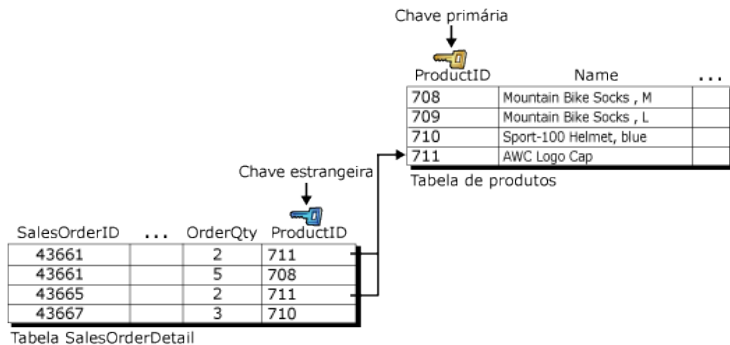 Chave primária
ProductID Name ...
708 Mountain Bike Socks , M
709 Mountain Bike Socks , L
710 Sport-100 Helmet, blue
711 AWC Logo Cap
Tabela de produtos
Chave estrangeira
SalesOrderID ... OrderQty ProductID
43661 2 711
43661 5 708
43665 2 711
43667 3 710
Tabela SalesOrderDetail